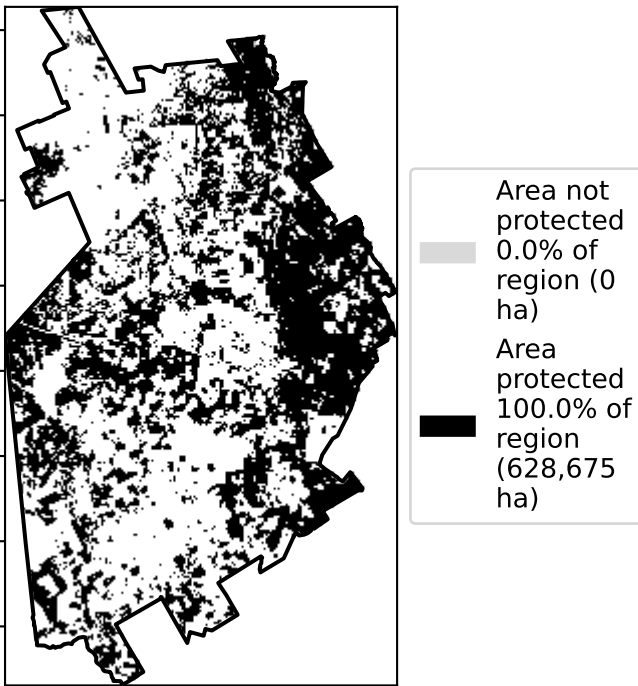 Area not
protected
0.0% of
region (0
ha)
Area
protected
100.0% of
region
(628,675
ha)